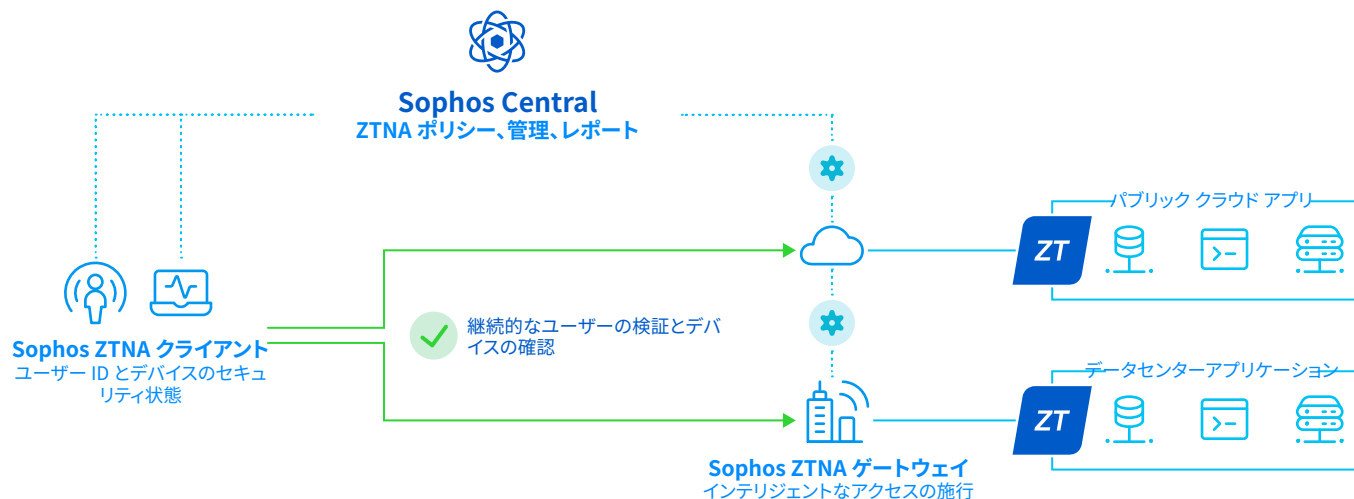 Sophos Central
ZTNA ポリシー、管理、レポート
パブリック クラウド アプリ
ZT
継続的なユーザーの検証とデバ
イスの確認
Sophos ZTNA クライアント
ユーザー ID とデバイスのセキュ
リティ状態
データセンターアプリケーション
ZT
Sophos ZTNA ゲートウェイ
インテリジェントなアクセスの施行